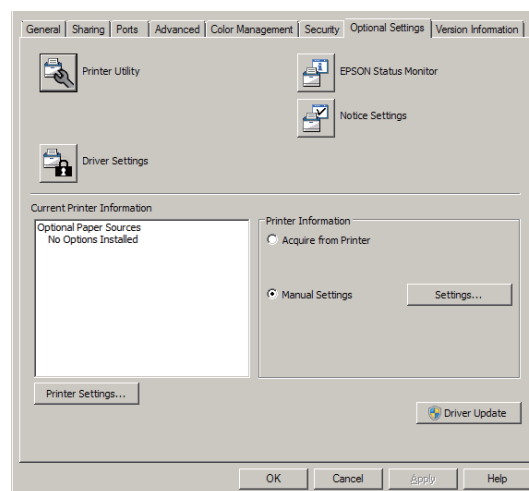 General Sharing Ports Advanced Color Management Security Optional Settings Version Information
Printer Utility
EPSON Status Monitor
Notice Settings
Driver Settings
Current Printer Information
Optional Paper Sources
No Options Installed
Printer Information
Acquire from Printer
Manual Settings
Settings...
Printer Settings...
Driver Update
OK Cancel Apply Help